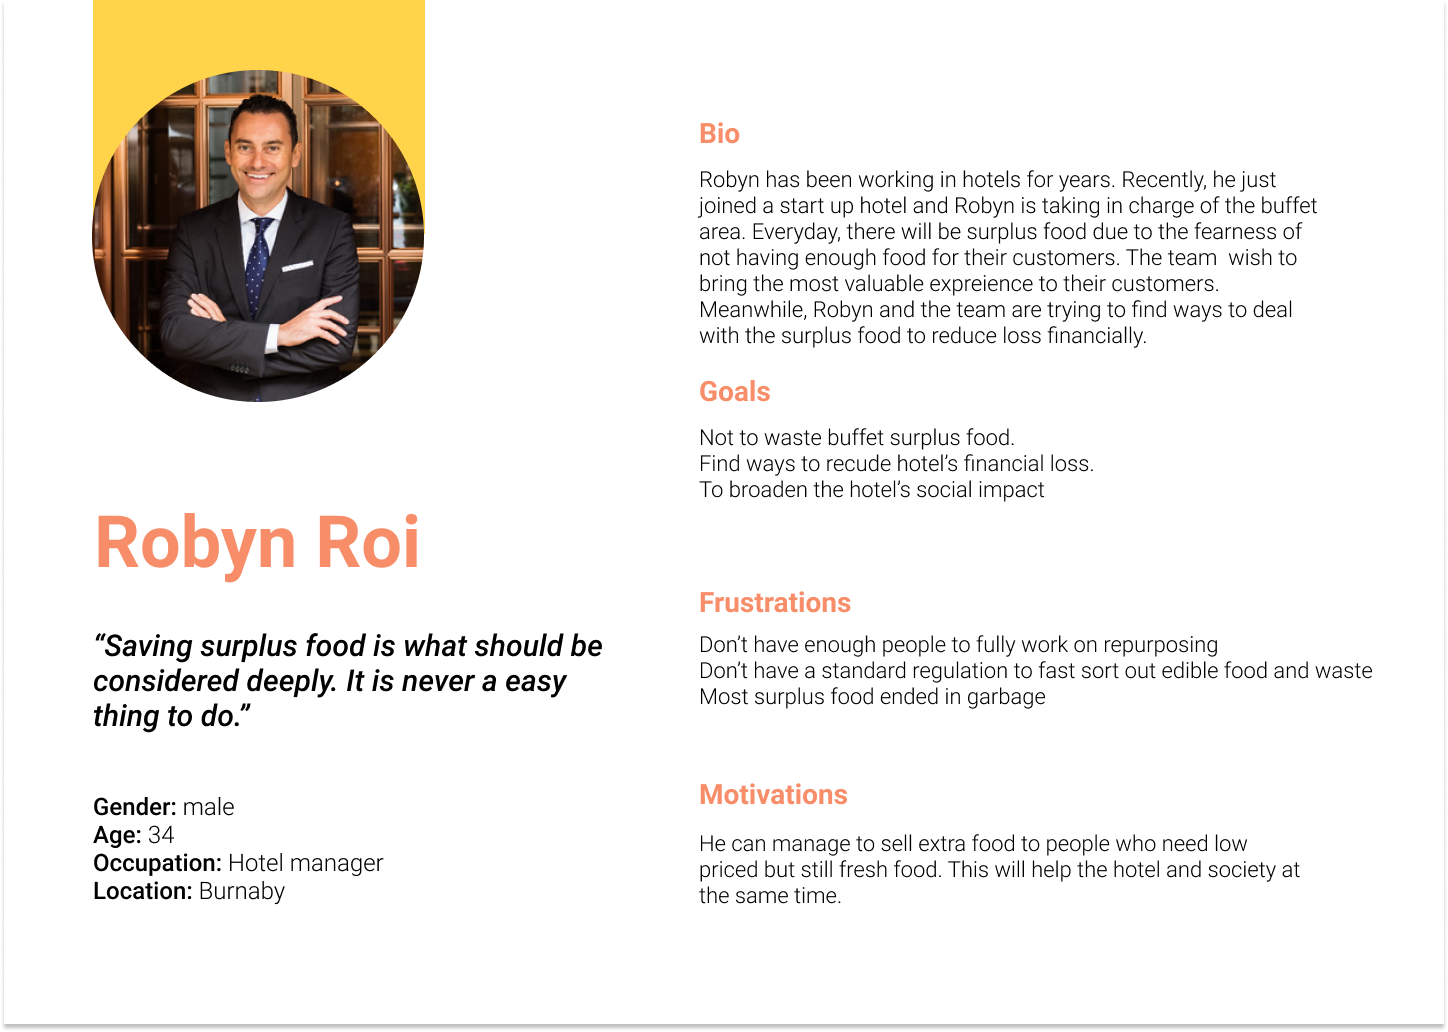 Robyn Roi
“Saving surplus food is what should be
considered deeply. It is never a easy
thing to do.”
Gender: male
Age: 34
Occupation: Hotel manager
Location: Burnaby
Bio
Robyn has been working in hotels for years. Recently, he just
joined a start up hotel and Robyn is taking in charge of the buffet
area. Everyday, there will be surplus food due to the fearness of
not having enough food for their customers. The team  wish to
bring the most valuable expreience to their customers.
Meanwhile, Robyn and the team are trying to find ways to deal
with the surplus food to reduce loss financially.
Goals
Not to waste buffet surplus food.
Find ways to recude hotel’s financial loss.
To broaden the hotel’s social impact
Frustrations
Don’t have enough people to fully work on repurposing
Don’t have a standard regulation to fast sort out edible food and waste
Most surplus food ended in garbage
Motivations
He can manage to sell extra food to people who need low
priced but still fresh food. This will help the hotel and society at
the same time.